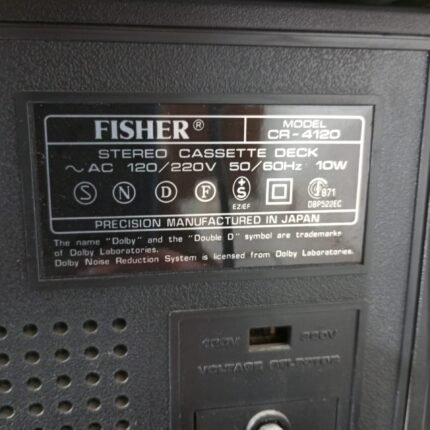 FISHER ®
MODEL
CR-4120
STEREO CASSETTE DECK
~ AC 120/220V 50/60Hz 10W
S N D F S
EZ/EF
871
DBP522EC
PRECISION MANUFACTURED IN JAPAN
The name "Dolby" and the "Double D" symbol are trademarks
of Dolby Laboratories.
Dolby Noise Reduction System is licensed from Dolby Laboratories.
120V 220V
VOLTAGE SELECTOR